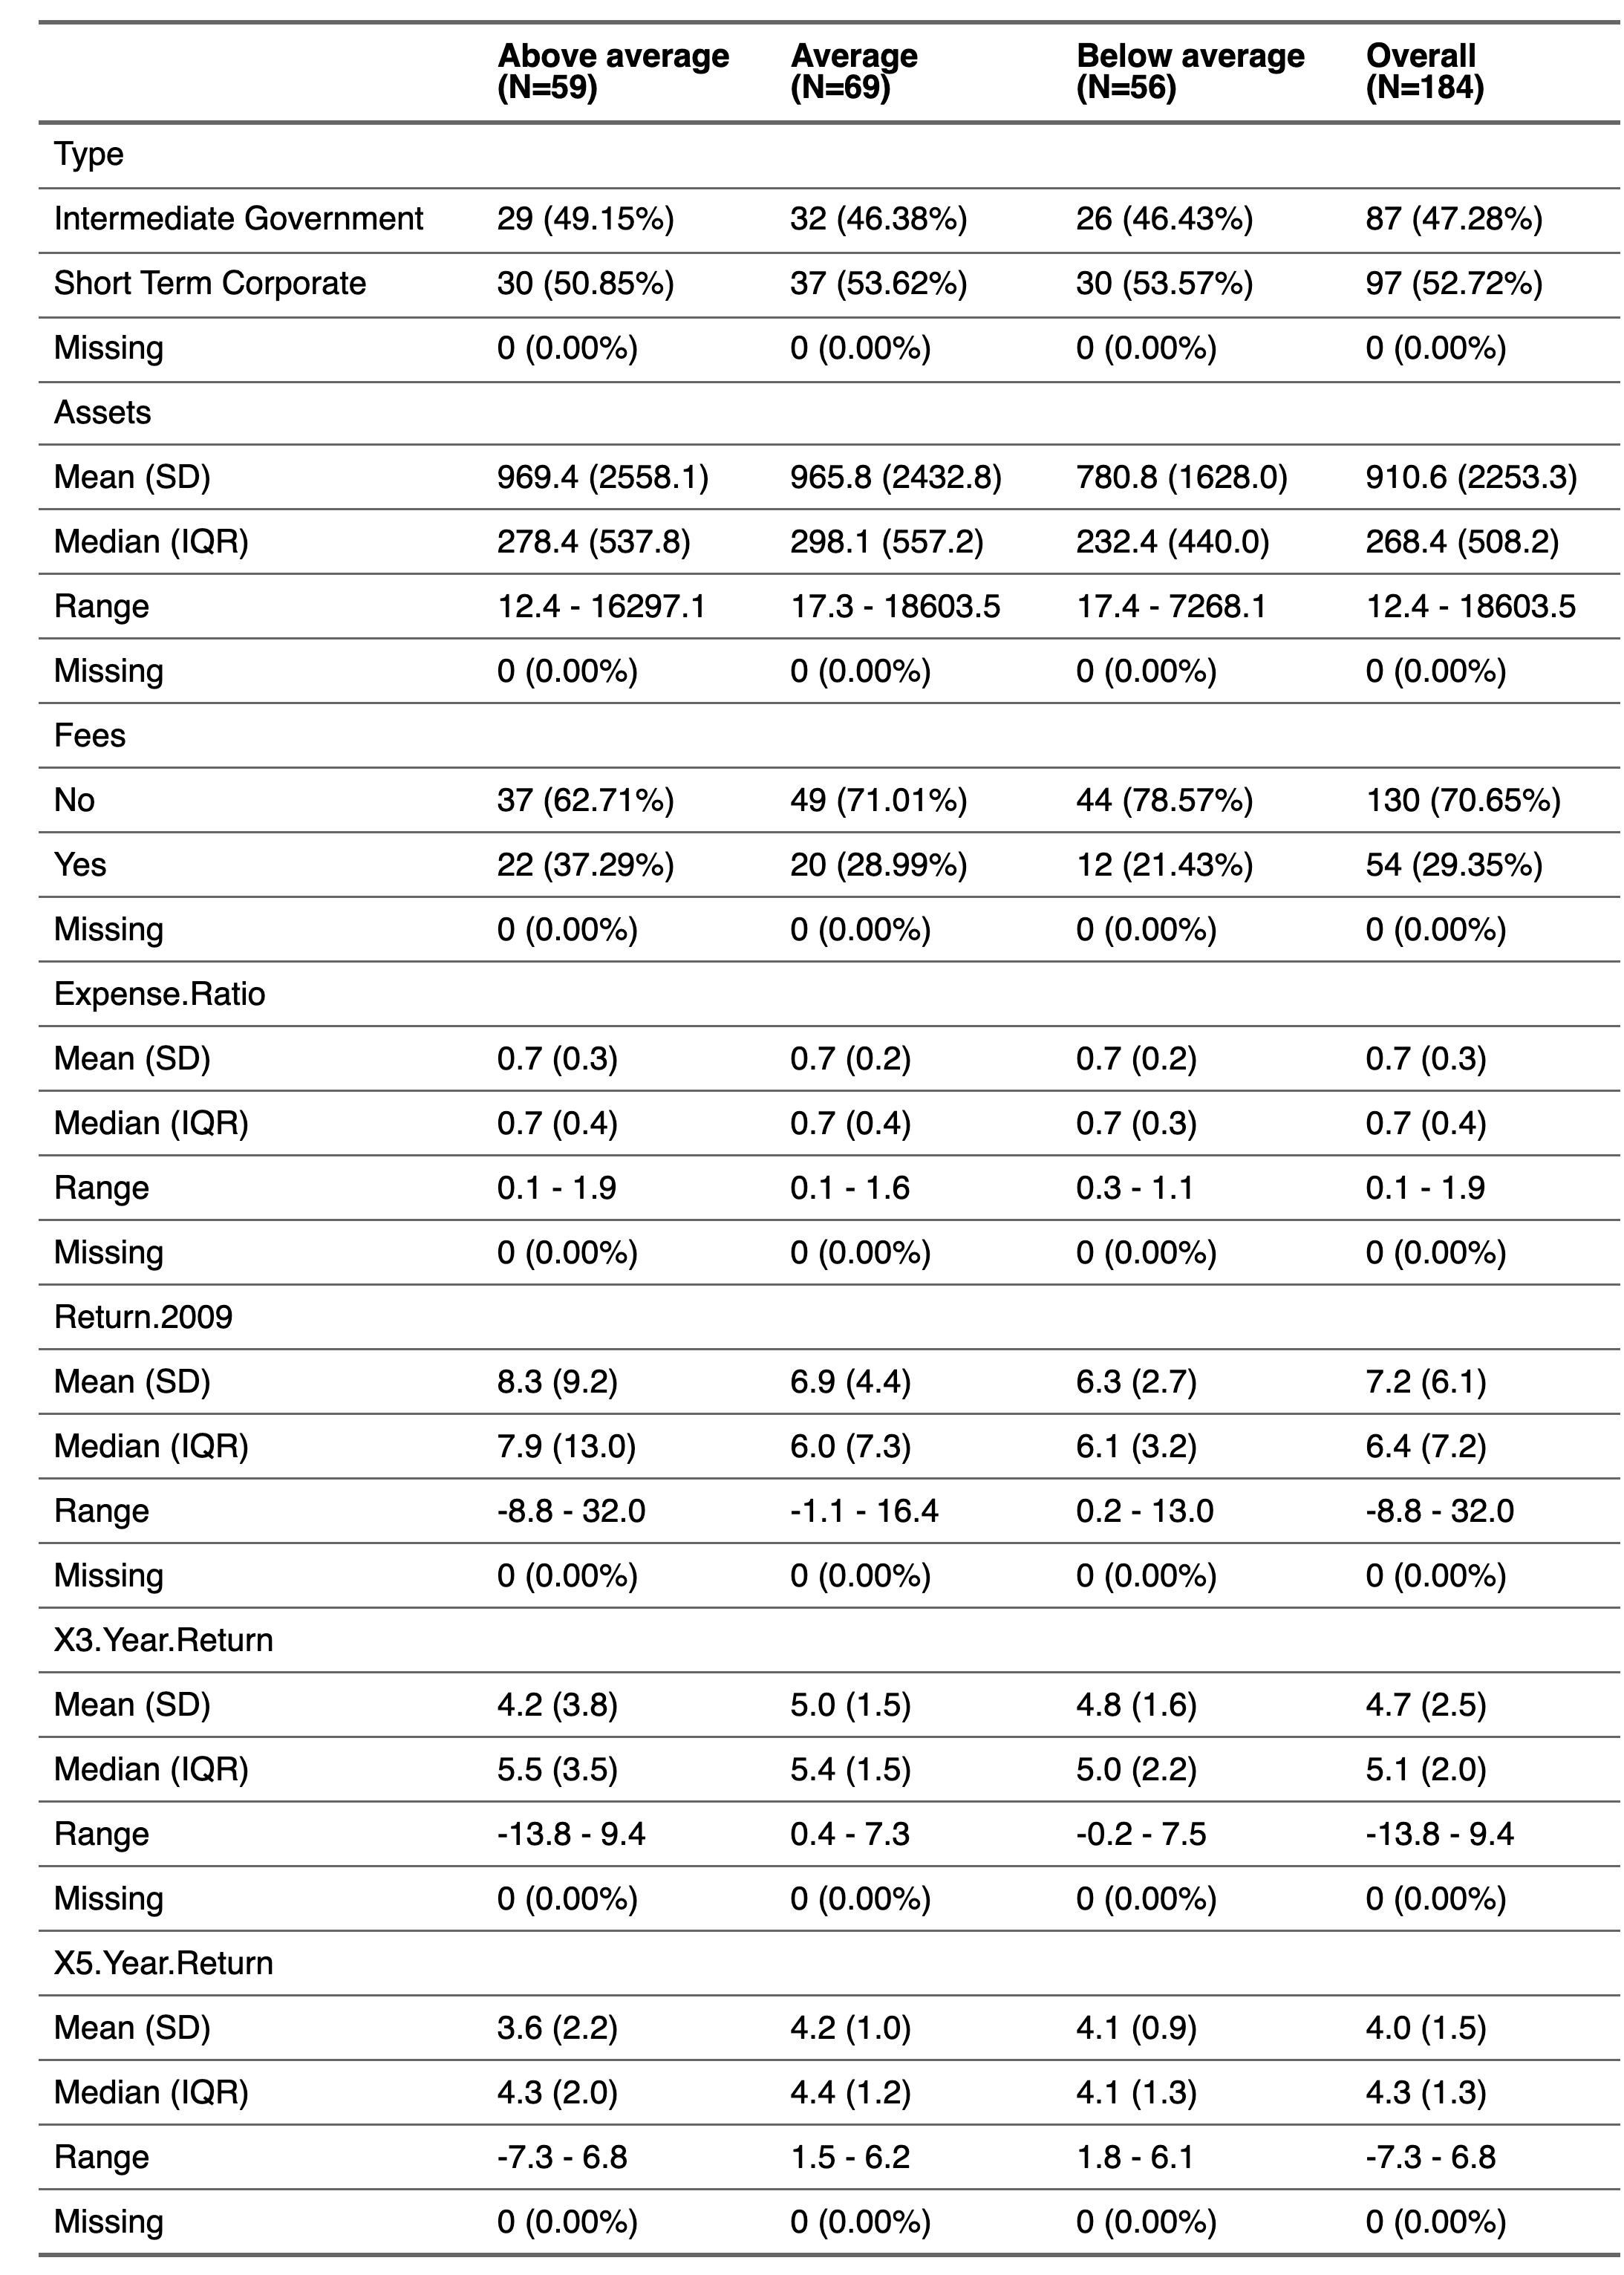 Above average Average Below average Overall
(N=59) (N=69) (N=56) (N=184)
Type
Intermediate Government 29 (49.15%) 32 (46.38%) 26 (46.43%) 87 (47.28%)
Short Term Corporate 30 (50.85%) 37 (53.62%) 30 (53.57%) 97 (52.72%)
Missing 0 (0.00%) 0 (0.00%) 0 (0.00%) 0 (0.00%)
Assets
Mean (SD) 969.4 (2558.1) 965.8 (2432.8) 780.8 (1628.0) 910.6 (2253.3)
Median (IQR) 278.4 (537.8) 298.1 (557.2) 232.4 (440.0) 268.4 (508.2)
Range 12.4 - 16297.1 17.3 - 18603.5 17.4 - 7268.1 12.4 - 18603.5
Missing 0 (0.00%) 0 (0.00%) 0 (0.00%) 0 (0.00%)
Fees
No 37 (62.71%) 49 (71.01%) 44 (78.57%) 130 (70.65%)
Yes 22 (37.29%) 20 (28.99%) 12 (21.43%) 54 (29.35%)
Missing 0 (0.00%) 0 (0.00%) 0 (0.00%) 0 (0.00%)
Expense.Ratio
Mean (SD) 0.7 (0.3) 0.7 (0.2) 0.7 (0.2) 0.7 (0.3)
Median (IQR) 0.7 (0.4) 0.7 (0.4) 0.7 (0.3) 0.7 (0.4)
Range 0.1 - 1.9 0.1 - 1.6 0.3 - 1.1 0.1 - 1.9
Missing 0 (0.00%) 0 (0.00%) 0 (0.00%) 0 (0.00%)
Return.2009
Mean (SD) 8.3 (9.2) 6.9 (4.4) 6.3 (2.7) 7.2 (6.1)
Median (IQR) 7.9 (13.0) 6.0 (7.3) 6.1 (3.2) 6.4 (7.2)
Range -8.8 - 32.0 -1.1 - 16.4 0.2 - 13.0 -8.8 - 32.0
Missing 0 (0.00%) 0 (0.00%) 0 (0.00%) 0 (0.00%)
X3.Year.Return
Mean (SD) 4.2 (3.8) 5.0 (1.5) 4.8 (1.6) 4.7 (2.5)
Median (IQR) 5.5 (3.5) 5.4 (1.5) 5.0 (2.2) 5.1 (2.0)
Range -13.8 - 9.4 0.4 - 7.3 -0.2 - 7.5 -13.8 - 9.4
Missing 0 (0.00%) 0 (0.00%) 0 (0.00%) 0 (0.00%)
X5.Year.Return
Mean (SD) 3.6 (2.2) 4.2 (1.0) 4.1 (0.9) 4.0 (1.5)
Median (IQR) 4.3 (2.0) 4.4 (1.2) 4.1 (1.3) 4.3 (1.3)
Range -7.3 - 6.8 1.5 - 6.2 1.8 - 6.1 -7.3 - 6.8
Missing 0 (0.00%) 0 (0.00%) 0 (0.00%) 0 (0.00%)